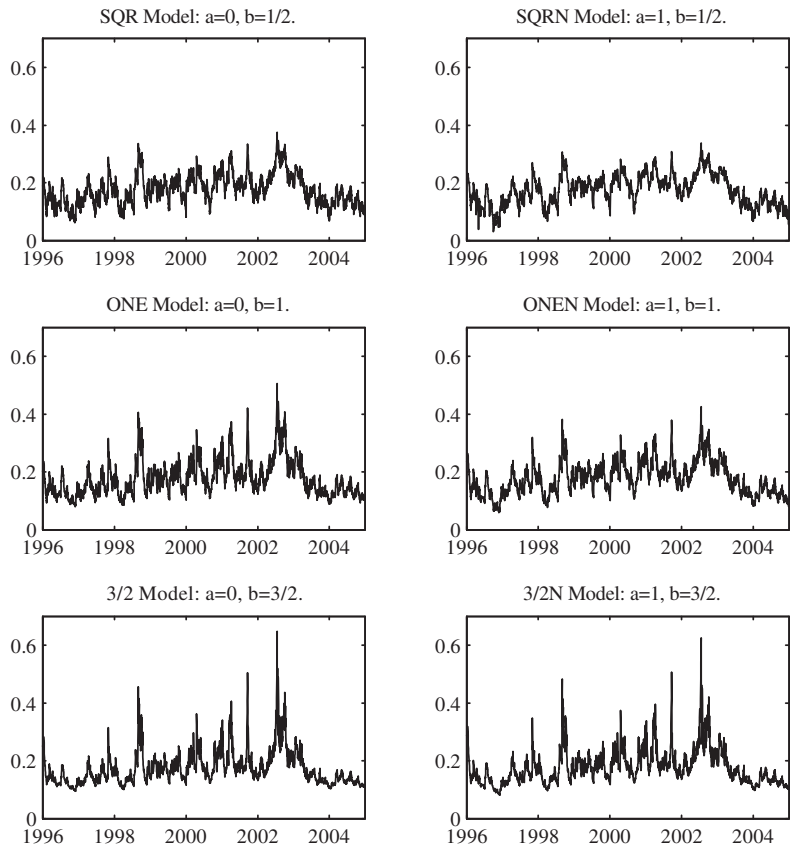 SQR Model: a=0, b=1/2.
0.6
0.4
0.2
0
1996 1998 2000 2002 2004
SQRN Model: a=1, b=1/2.
0.6
0.4
0.2
0
1996 1998 2000 2002 2004
ONE Model: a=0, b=1.
0.6
0.4
0.2
0
1996 1998 2000 2002 2004
ONEN Model: a=1, b=1.
0.6
0.4
0.2
0
1996 1998 2000 2002 2004
3/2 Model: a=0, b=3/2.
0.6
0.4
0.2
0
1996 1998 2000 2002 2004
3/2N Model: a=1, b=3/2.
0.6
0.4
0.2
0
1996 1998 2000 2002 2004